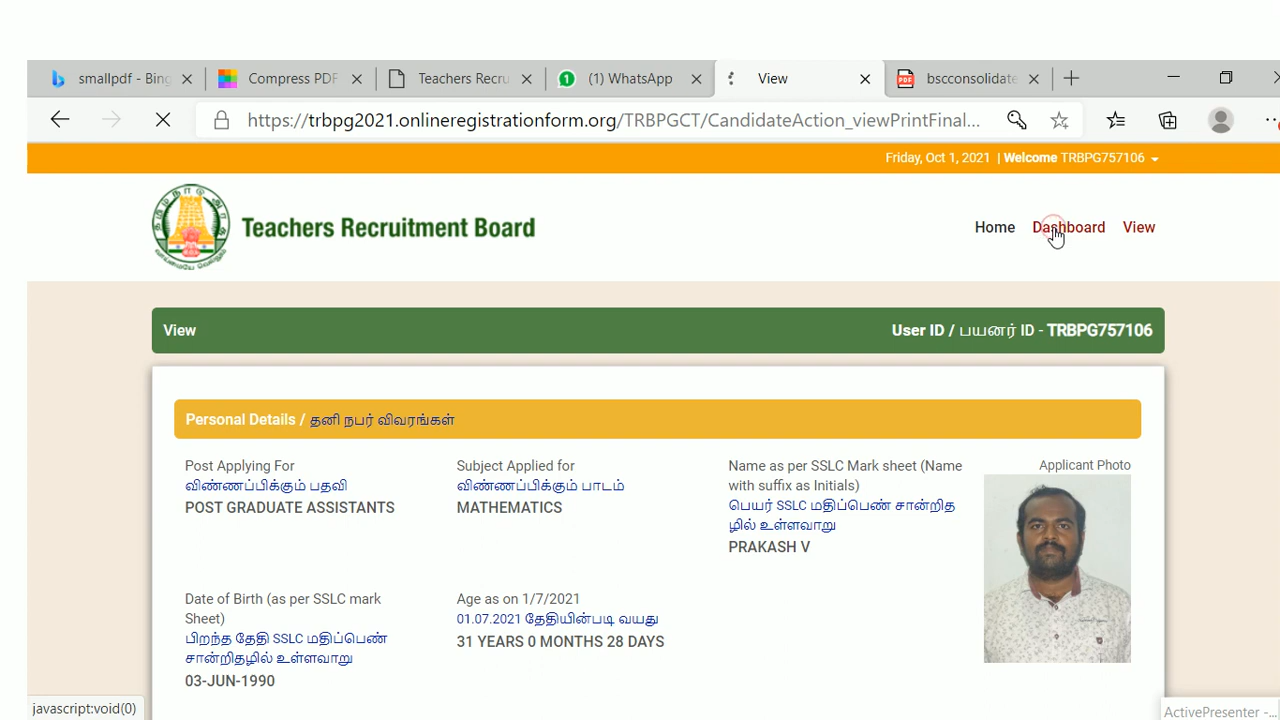 smallpdf - Bing
Compress PDF
Teachers Recru
(1) WhatsApp
View
bscconsolidate
https://trbpg2021.onlineregistrationform.org/TRBPGCT/CandidateAction_viewPrintFinal...
Friday, Oct 1, 2021 | Welcome TRBPG757106
Teachers Recruitment Board
Home Dashboard View
View
User ID / பயனர் ID - TRBPG757106
Personal Details / தனி நபர் விவரங்கள்
Post Applying For
விண்ணப்பிக்கும் பதவி
POST GRADUATE ASSISTANTS
Subject Applied for
விண்ணப்பிக்கும் பாடம்
MATHEMATICS
Name as per SSLC Mark sheet (Name
with suffix as Initials)
பெயர் SSLC மதிப்பெண் சான்றித
ழில் உள்ளவாறு
PRAKASH V
Applicant Photo
Date of Birth (as per SSLC mark
Sheet)
பிறந்த தேதி SSLC மதிப்பெண்
சான்றிதழில் உள்ளவாறு
03-JUN-1990
Age as on 1/7/2021
01.07.2021 தேதியின்படி வயது
31 YEARS 0 MONTHS 28 DAYS
javascript:void(0)
ActivePresenter -...